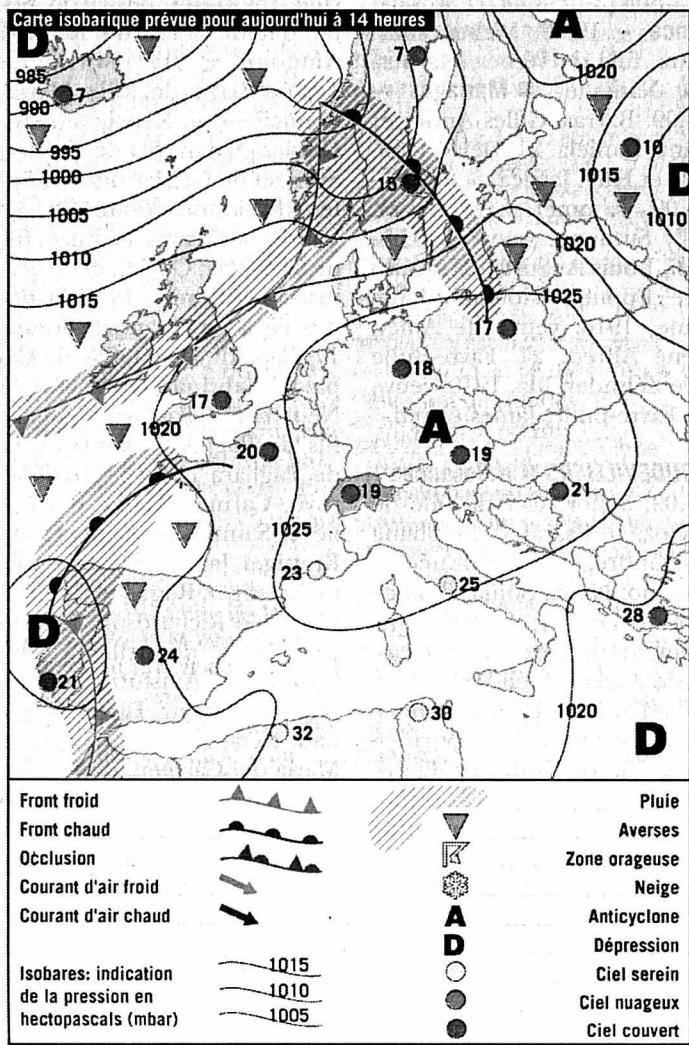 Carte isobarique prévue pour aujourd'hui à 14 heures
D
A
7
985
7
990
1020
995
10
1000
1015
D
1010
15
1005
1020
1010
1025
1015
17
18
17
A
1020
20
19
19
21
1025
23
25
28
D
24
21
1020
30
32
D
Front froid
Front chaud
Occlusion
Courant d'air froid
Courant d'air chaud
Isobares: indication
de la pression en
hectopascals (mbar)
1015
1010
1005
Pluie
Averses
Zone orageuse
Neige
A Anticyclone
D Dépression
Ciel serein
Ciel nuageux
Ciel couvert